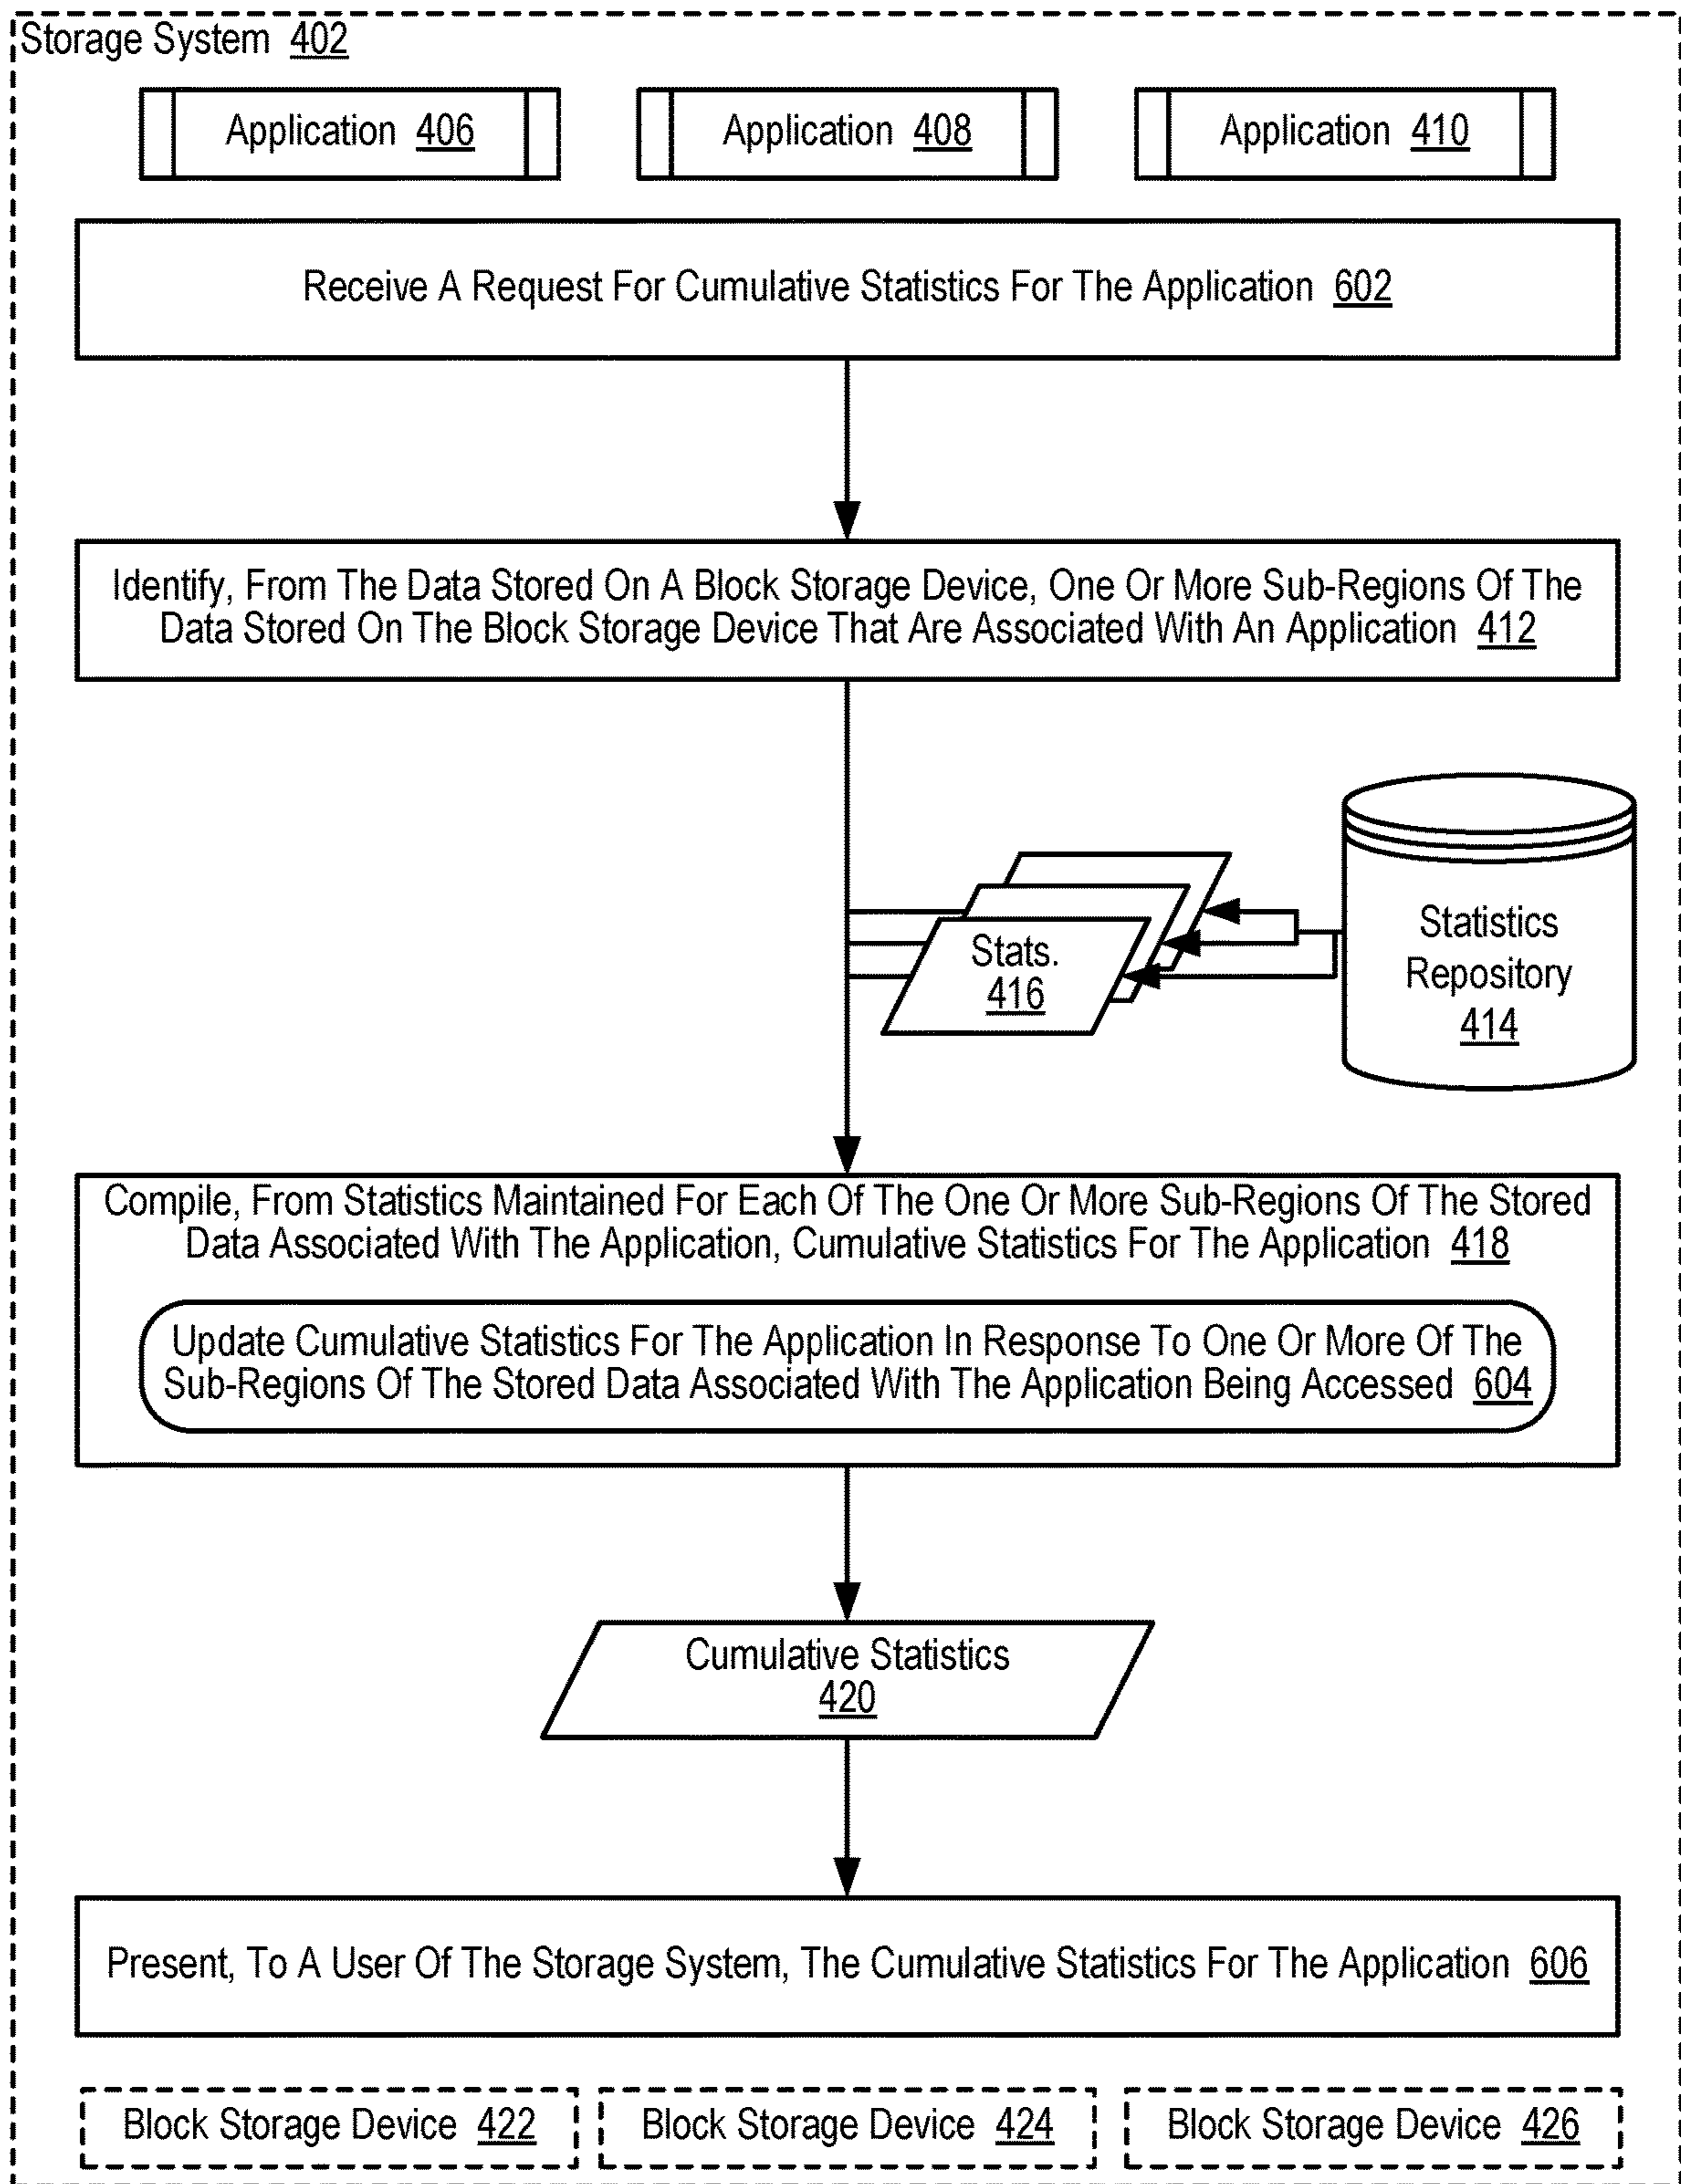 Storage System 402
Application 406
Application 408
Application 410
Receive A Request For Cumulative Statistics For The Application 602
Identify, From The Data Stored On A Block Storage Device, One Or More Sub-Regions Of The
Data Stored On The Block Storage Device That Are Associated With An Application 412
Stats.
416
Statistics
Repository
414
Compile, From Statistics Maintained For Each Of The One Or More Sub-Regions Of The Stored
Data Associated With The Application, Cumulative Statistics For The Application 418
Update Cumulative Statistics For The Application In Response To One Or More Of The
Sub-Regions Of The Stored Data Associated With The Application Being Accessed 604
Cumulative Statistics
420
Present, To A User Of The Storage System, The Cumulative Statistics For The Application 606
Block Storage Device 422
Block Storage Device 424
Block Storage Device 426